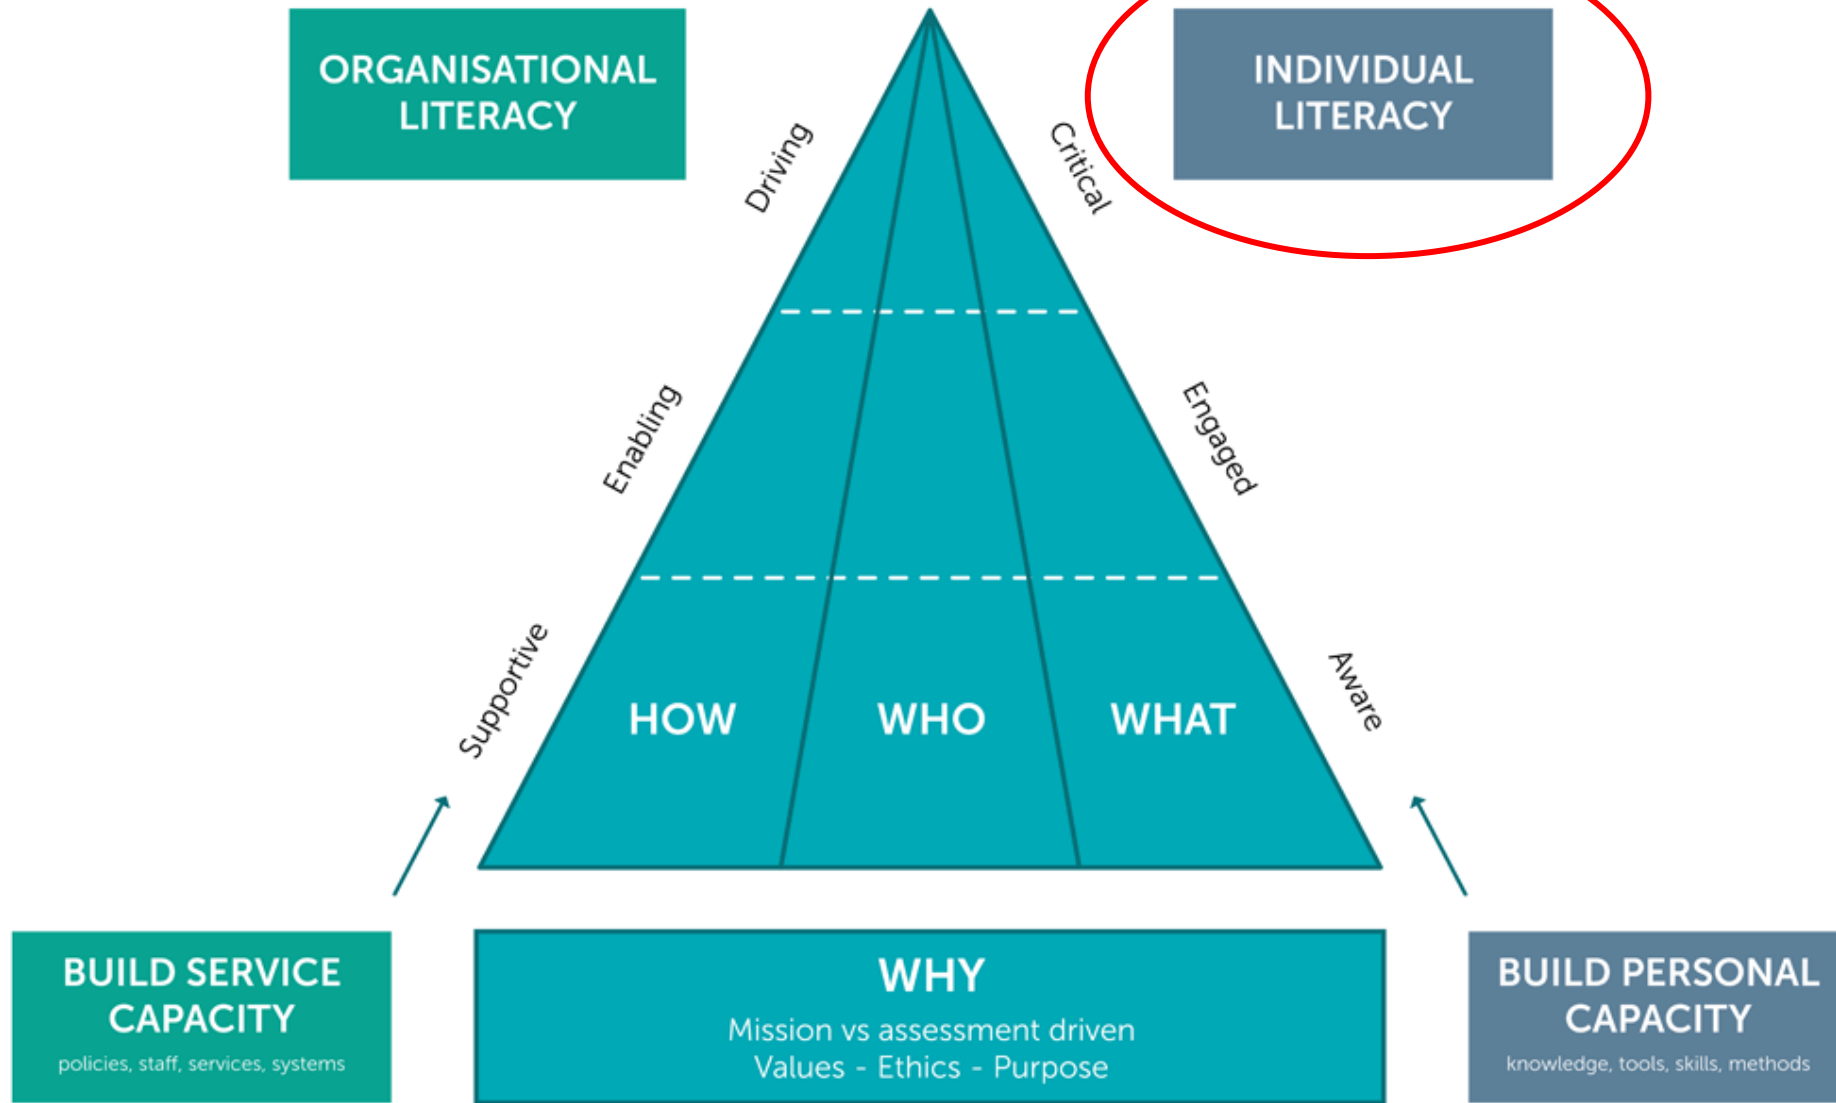 ORGANISATIONAL
LITERACY
INDIVIDUAL
LITERACY
Driving
Critical
Enabling
Engaged
Supportive
Aware
HOW
WHO
WHAT
BUILD SERVICE
CAPACITY
policies, staff, services, systems
WHY
Mission vs assessment driven
Values - Ethics - Purpose
BUILD PERSONAL
CAPACITY
knowledge, tools, skills, methods